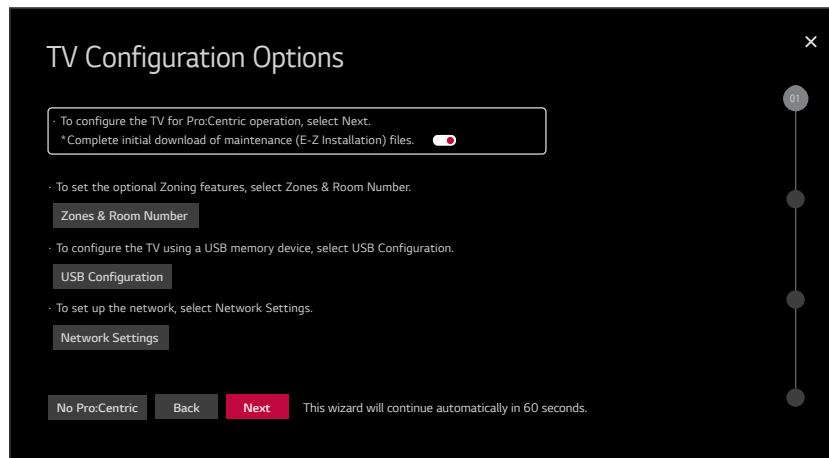 TV Configuration Options
01
· To configure the TV for Pro:Centric operation, select Next.
*Complete initial download of maintenance (E-Z Installation) files.
· To set the optional Zoning features, select Zones & Room Number.
Zones & Room Number
· To configure the TV using a USB memory device, select USB Configuration.
USB Configuration
· To set up the network, select Network Settings.
Network Settings
No Pro:Centric Back Next This wizard will continue automatically in 60 seconds.